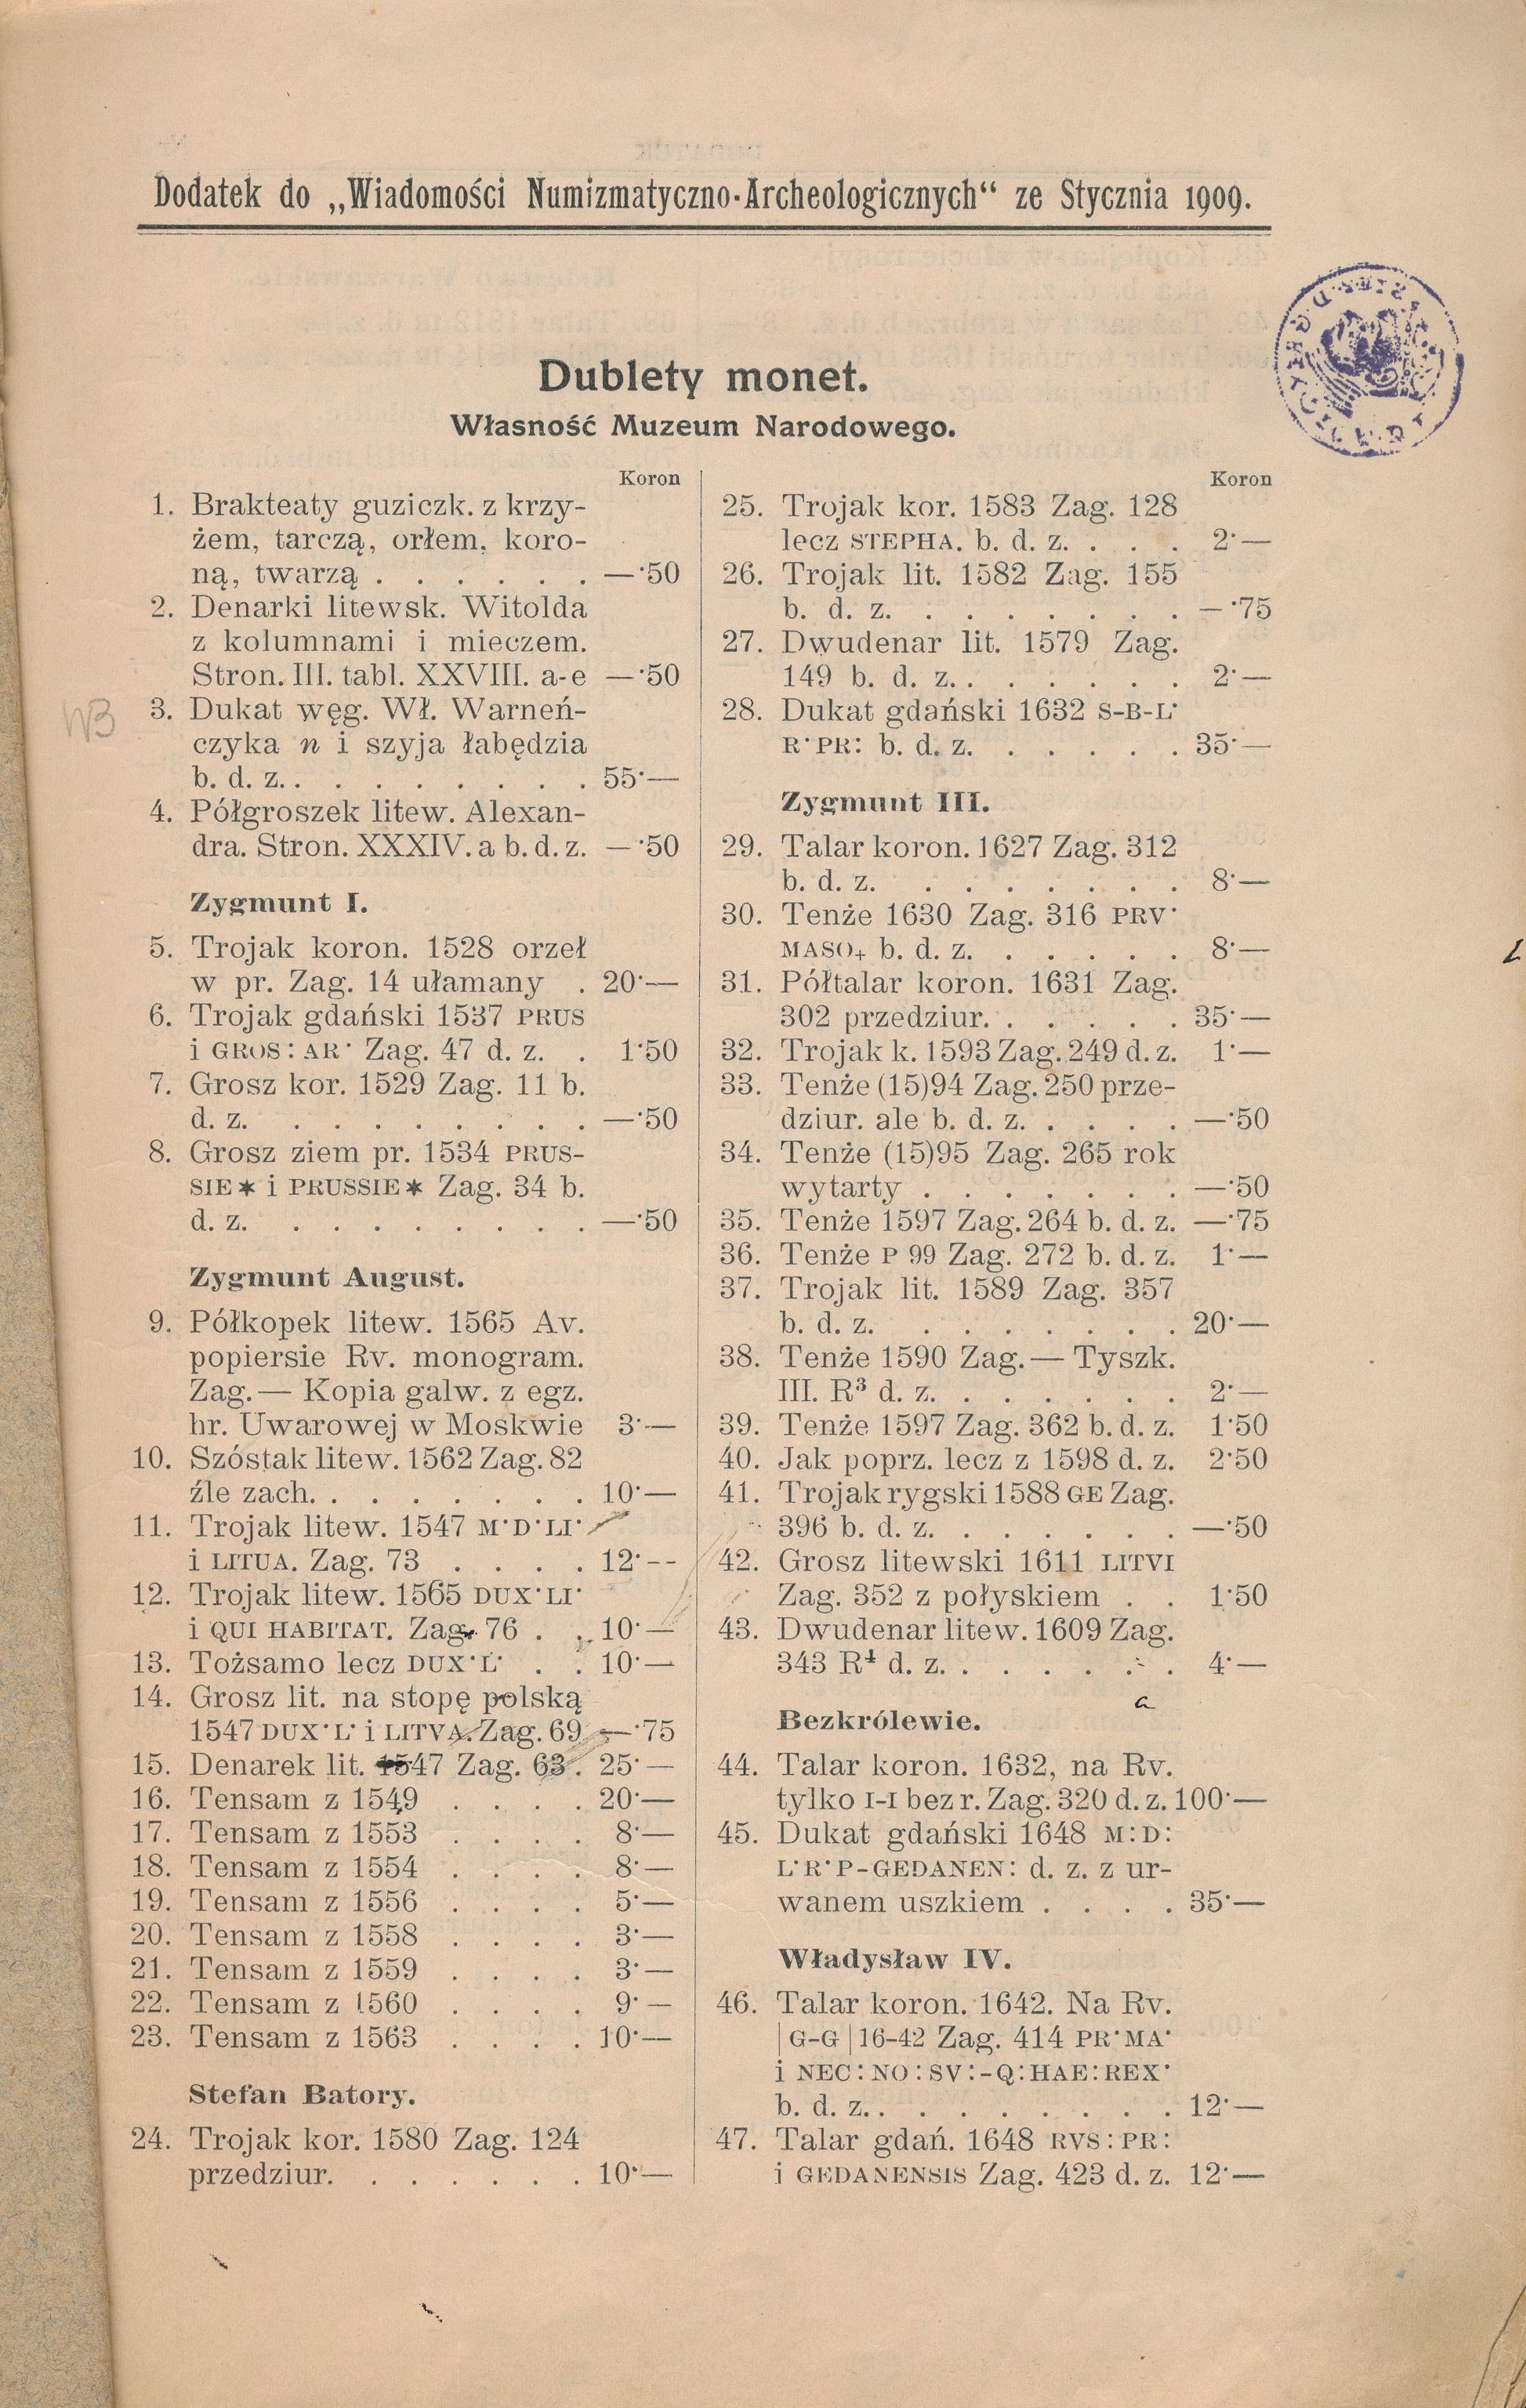 Dodatek do „Wiadomości Numizmatyczno-Archeologicznych“ ze Stycznia 1909.
Dublety monet.
Własność Muzeum Narodowego.
Koron
1. Brakteaty guziczk. z krzy-
żem, tarczą, orłem, koro-
ną, twarzą . . . . . . —·50
2. Denarki litewsk. Witolda
z kolumnami i mieczem.
Stron. III. tabl. XXVIII. a-e —·50
3. Dukat węg. Wł. Warneń-
czyka n i szyja łabędzia
b. d. z. . . . . . . . . 55·—
4. Półgroszek litew. Alexan-
dra. Stron. XXXIV. a b. d. z. —·50
Zygmunt I.
5. Trojak koron. 1528 orzeł
w pr. Zag. 14 ułamany . 20·—
6. Trojak gdański 1537 PRUS
i GROS: AR· Zag. 47 d. z. . 1·50
7. Grosz kor. 1529 Zag. 11 b.
d. z. . . . . . . . . —·50
8. Grosz ziem pr. 1534 PRUS-
SIE✶ i PRUSSIE✶ Zag. 34 b.
d. z. . . . . . . . . —·50
Zygmunt August.
9. Półkopek litew. 1565 Av.
popiersie Rv. monogram.
Zag.— Kopia galw. z egz.
hr. Uwarowej w Moskwie 3·—
10. Szóstak litew. 1562 Zag. 82
źle zach. . . . . . . . 10·—
11. Trojak litew. 1547 M·D·LI·
i LITUA. Zag. 73 . . . . 12·--
12. Trojak litew. 1565 DUX·LI·
i QUI HABITAT. Zag. 76 . . 10·—
13. Tożsamo lecz DUX·L· . . 10·—
14. Grosz lit. na stopę polską
1547 DUX·L· i LITVA. Zag. 69 —·75
15. Denarek lit. 1547 Zag. 63 . 25·—
16. Tensam z 1549 . . . . 20·—
17. Tensam z 1553 . . . . 8·—
18. Tensam z 1554 . . . . 8·—
19. Tensam z 1556 . . . . 5·—
20. Tensam z 1558 . . . . 3·—
21. Tensam z 1559 . . . . 3·—
22. Tensam z 1560 . . . . 9·—
23. Tensam z 1563 . . . . 10·—
Stefan Batory.
24. Trojak kor. 1580 Zag. 124
przedziur. . . . . . . 10·—
Koron
25. Trojak kor. 1583 Zag. 128
lecz STEPHA. b. d. z. . . . 2·—
26. Trojak lit. 1582 Zag. 155
b. d. z. . . . . . . . —·75
27. Dwudenar lit. 1579 Zag.
149 b. d. z. . . . . . . 2·—
28. Dukat gdański 1632 S-B-L·
R·PR: b. d. z. . . . . . 35·—
Zygmunt III.
29. Talar koron. 1627 Zag. 312
b. d. z. . . . . . . . 8·—
30. Tenże 1630 Zag. 316 PRV·
MASO+ b. d. z. . . . . . 8·—
31. Półtalar koron. 1631 Zag.
302 przedziur. . . . . . 35·—
32. Trojak k. 1593 Zag. 249 d. z. 1·—
33. Tenże (15)94 Zag. 250 prze-
dziur. ale b. d. z. . . . . —·50
34. Tenże (15)95 Zag. 265 rok
wytarty . . . . . . . —·50
35. Tenże 1597 Zag. 264 b. d. z. —·75
36. Tenże P 99 Zag. 272 b. d. z. 1·—
37. Trojak lit. 1589 Zag. 357
b. d. z. . . . . . . . 20·—
38. Tenże 1590 Zag.— Tyszk.
III. R³ d. z. . . . . . . 2·—
39. Tenże 1597 Zag. 362 b. d. z. 1·50
40. Jak poprz. lecz z 1598 d. z. 2·50
41. Trojak rygski 1588 GE Zag.
396 b. d. z. . . . . . . —·50
42. Grosz litewski 1611 LITVI
Zag. 352 z połyskiem . . 1·50
43. Dwudenar litew. 1609 Zag.
343 R⁴ d. z. . . . . . . 4·—
Bezkrólewie.
44. Talar koron. 1632, na Rv.
tylko I-I bez r. Zag. 320 d. z. 100·—
45. Dukat gdański 1648 M:D:
L·R·P-GEDANEN: d. z. z ur-
wanem uszkiem . . . . 35·—
Władysław IV.
46. Talar koron. 1642. Na Rv.
|G-G|16-42 Zag. 414 PR·MA·
i NEC:NO:SV:-Q:HAE:REX·
b. d. z. . . . . . . . . 12·—
47. Talar gdań. 1648 RVS:PR:
i GEDANENSIS Zag. 423 d. z. 12·—